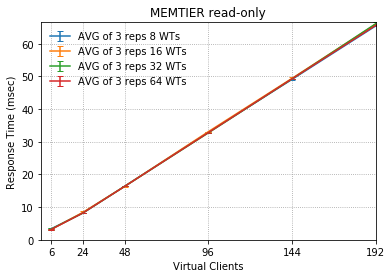 MEMTIER read-only
AVG of 3 reps 8 WTs
AVG of 3 reps 16 WTs
AVG of 3 reps 32 WTs
AVG of 3 reps 64 WTs
Response Time (msec)
60
50
40
30
20
10
0
6 24 48 96 144 192
Virtual Clients